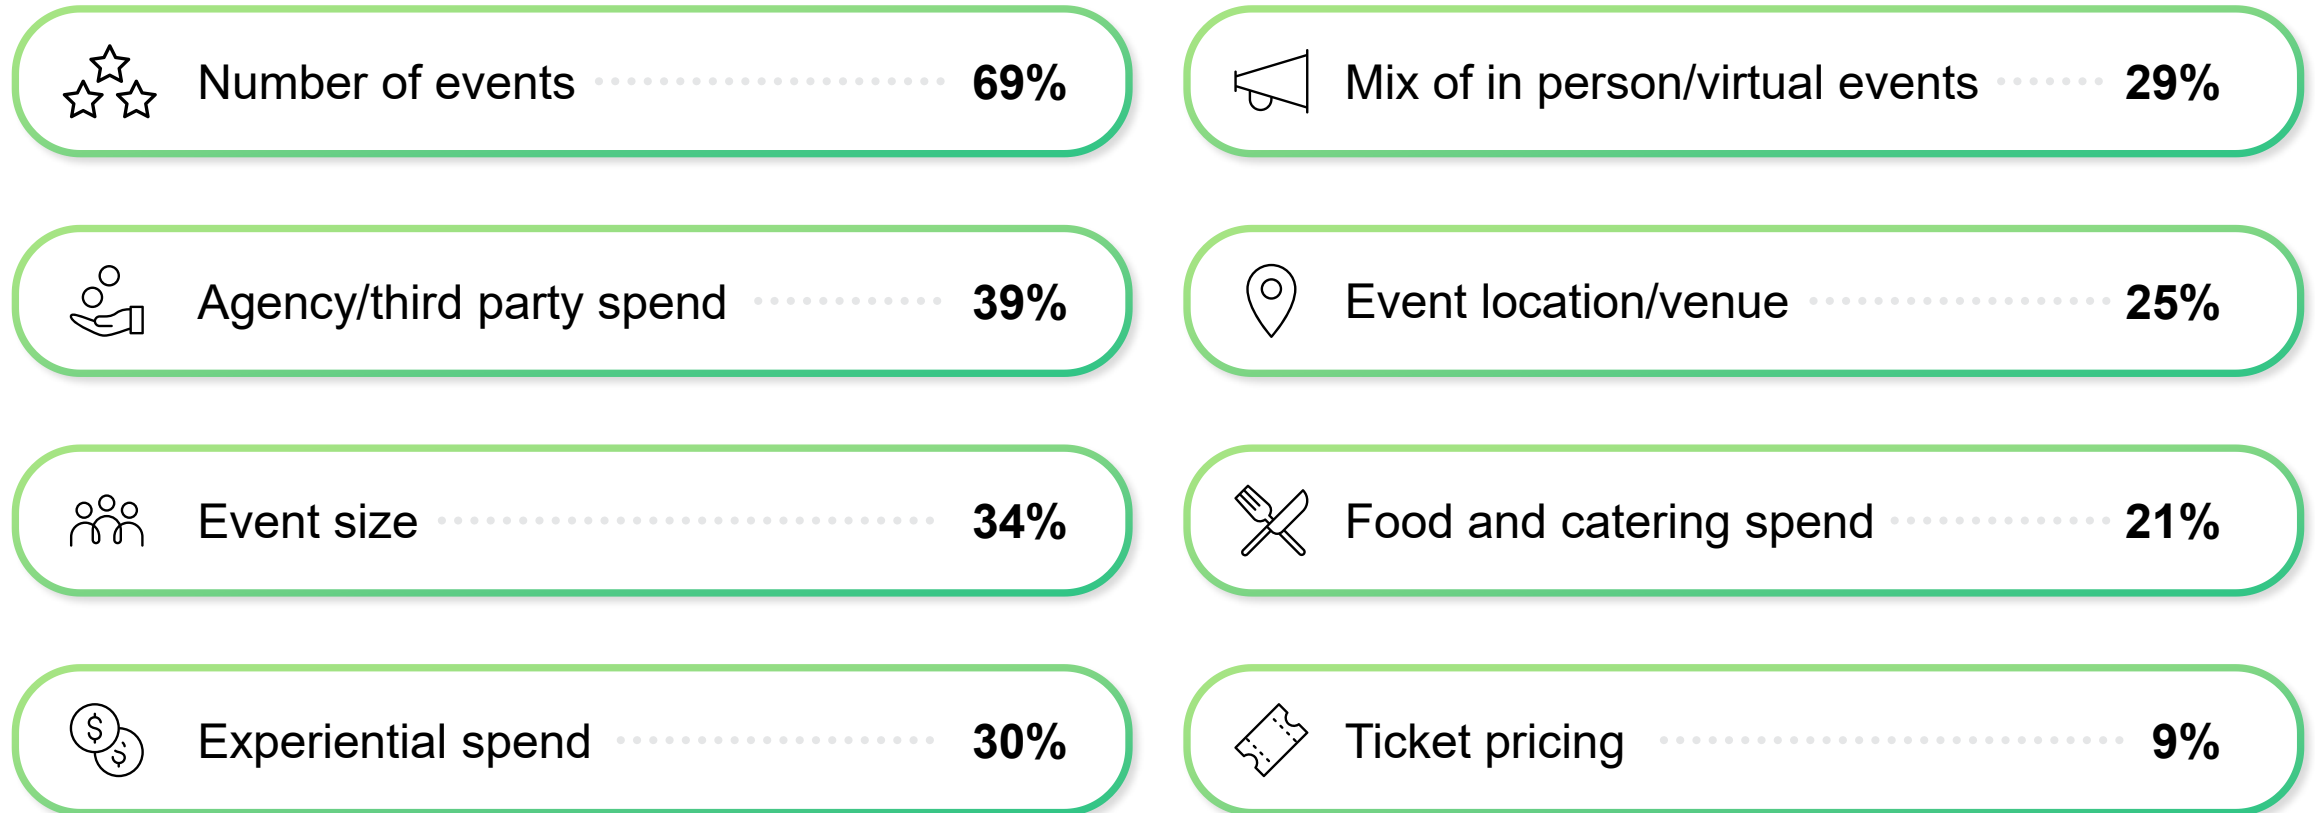 Number of events 69%
Agency/third party spend 39%
Event size 34%
Experiential spend 30%
Mix of in person/virtual events 29%
Event location/venue 25%
Food and catering spend 21%
Ticket pricing 9%